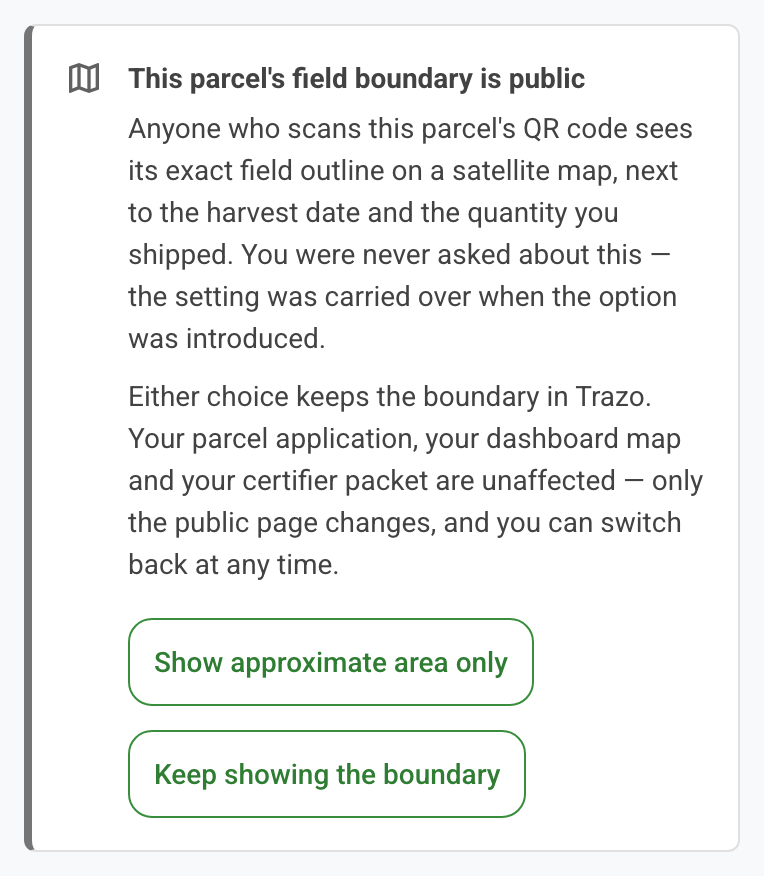 This parcel's field boundary is public
Anyone who scans this parcel's QR code sees
its exact field outline on a satellite map, next
to the harvest date and the quantity you
shipped. You were never asked about this —
the setting was carried over when the option
was introduced.
Either choice keeps the boundary in Trazo.
Your parcel application, your dashboard map
and your certifier packet are unaffected — only
the public page changes, and you can switch
back at any time.
Show approximate area only
Keep showing the boundary